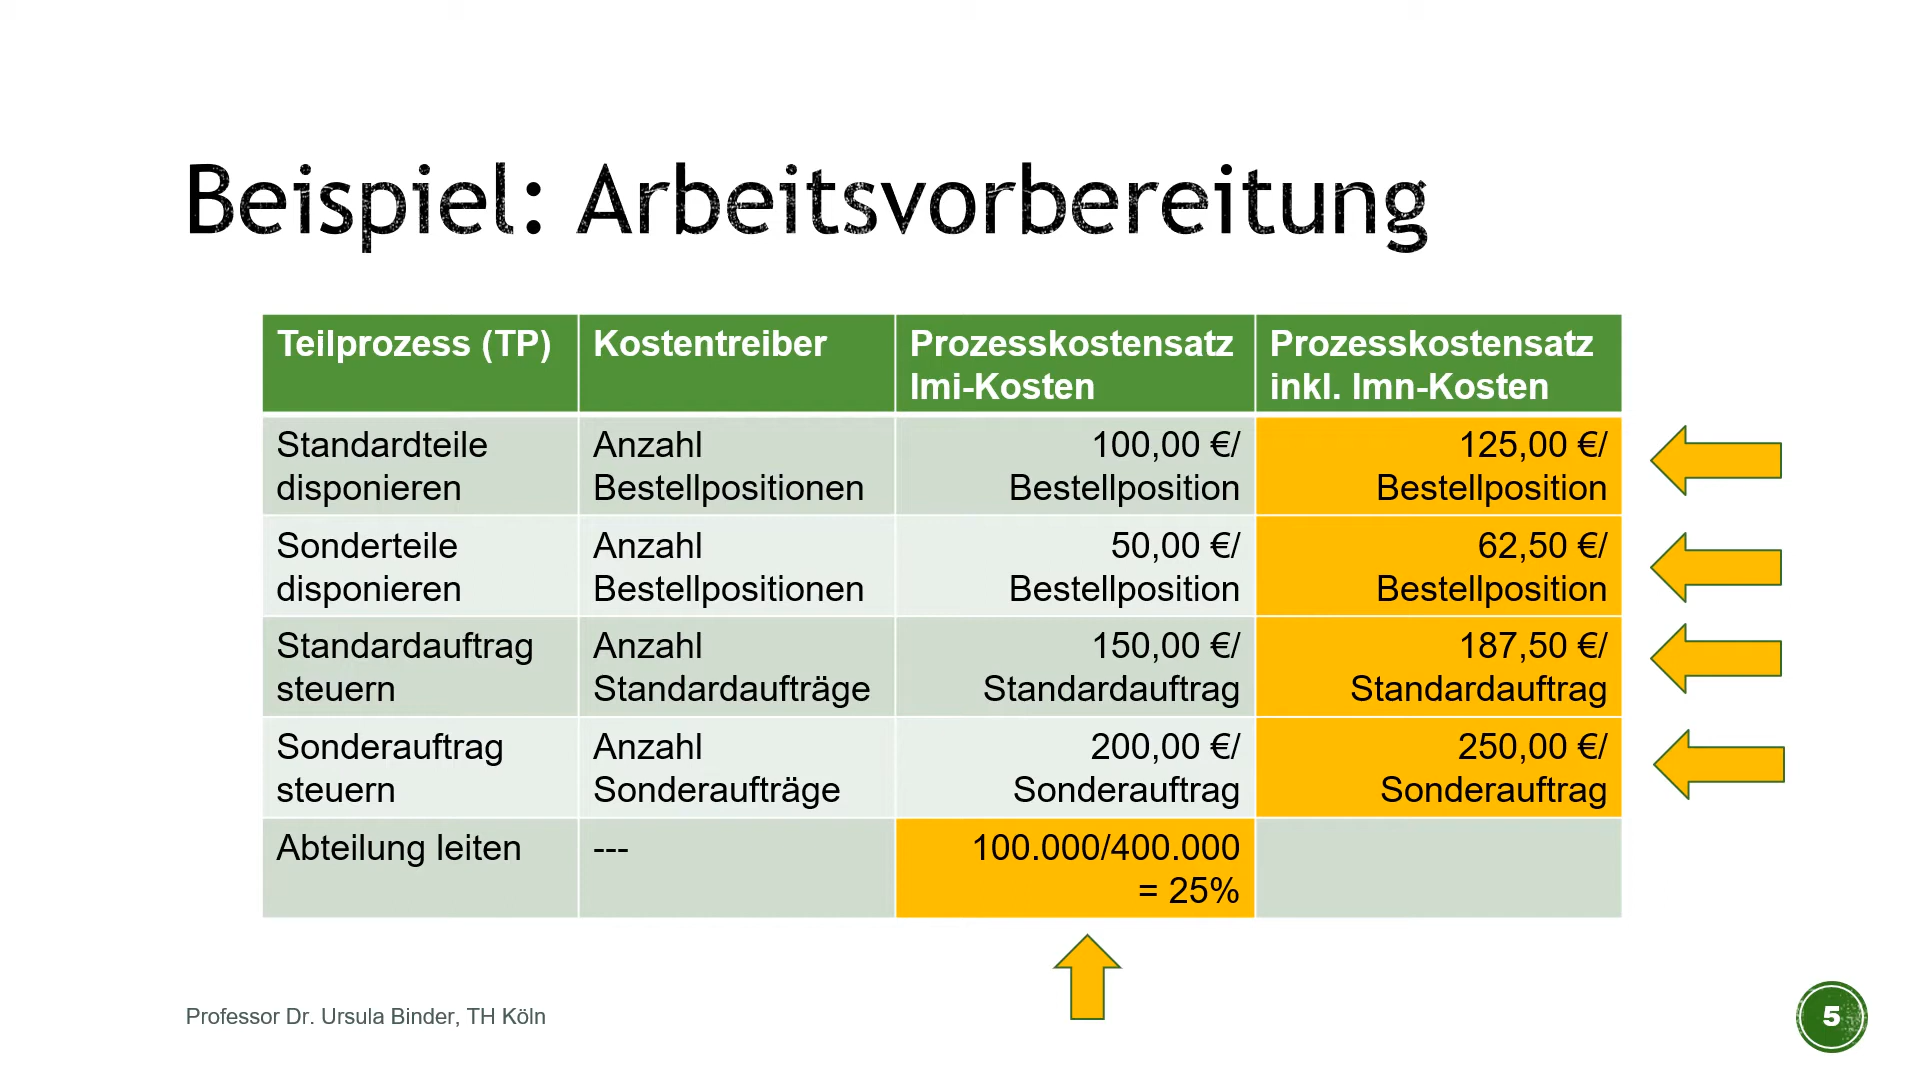 Beispiel: Arbeitsvorbereitung
Teilprozess (TP)
Kostentreiber
Prozesskostensatz
Imi-Kosten
Prozesskostensatz
inkl. Imn-Kosten
Standardteile
disponieren
Anzahl
Bestellpositionen
100,00 €/
Bestellposition
125,00 €/
Bestellposition
Sonderteile
disponieren
Anzahl
Bestellpositionen
50,00 €/
Bestellposition
62,50 €/
Bestellposition
Standardauftrag
steuern
Anzahl
Standardaufträge
150,00 €/
Standardauftrag
187,50 €/
Standardauftrag
Sonderauftrag
steuern
Anzahl
Sonderaufträge
200,00 €/
Sonderauftrag
250,00 €/
Sonderauftrag
Abteilung leiten
---
100.000/400.000
= 25%
Professor Dr. Ursula Binder, TH Köln
5